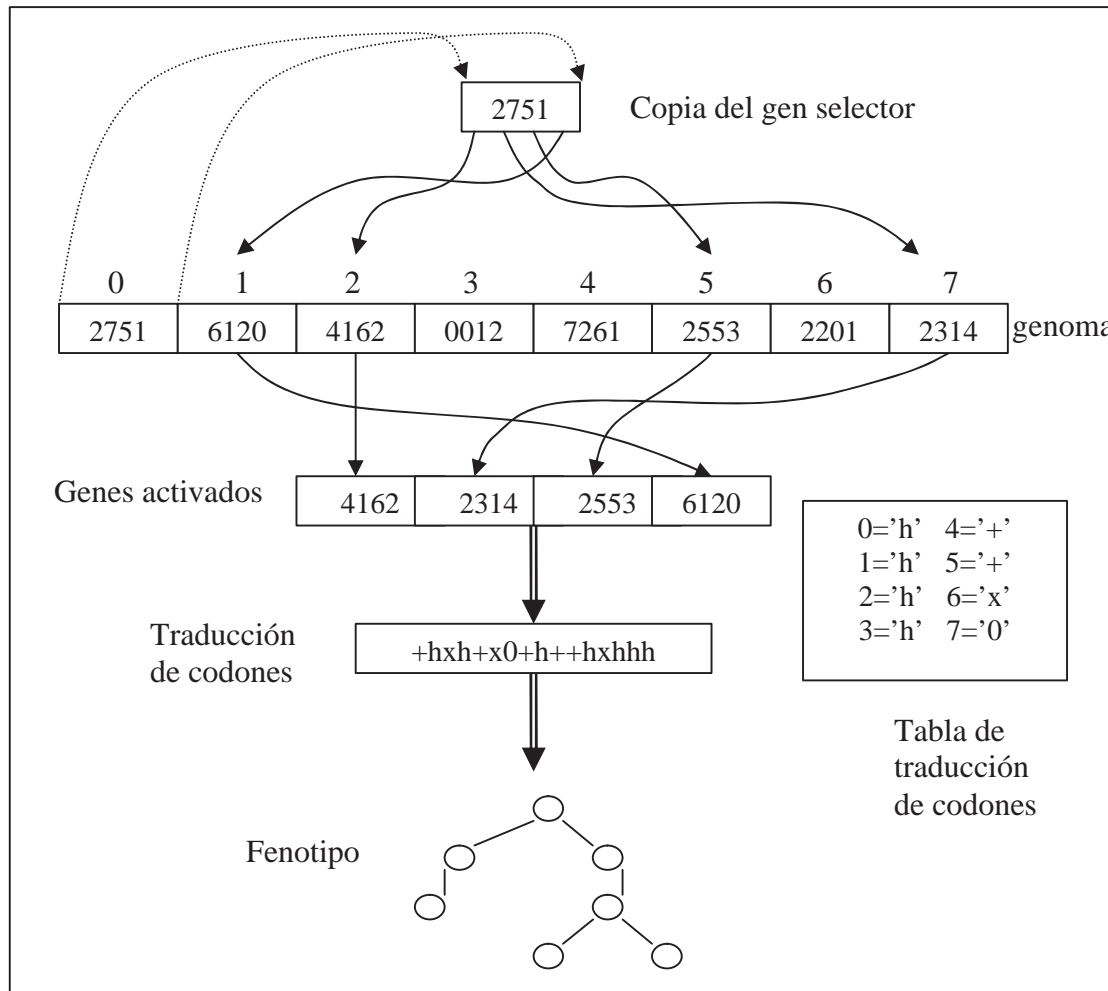 2751
Copia del gen selector
0 1 2 3 4 5 6 7
2751 6120 4162 0012 7261 2553 2201 2314 genoma
Genes activados
4162 2314 2553 6120
0='h' 4='+'
1='h' 5='+'
2='h' 6='x'
3='h' 7='0'
Traducción
de codones
+hxh+x0+h++hxhhh
Tabla de
traducción
de codones
Fenotipo